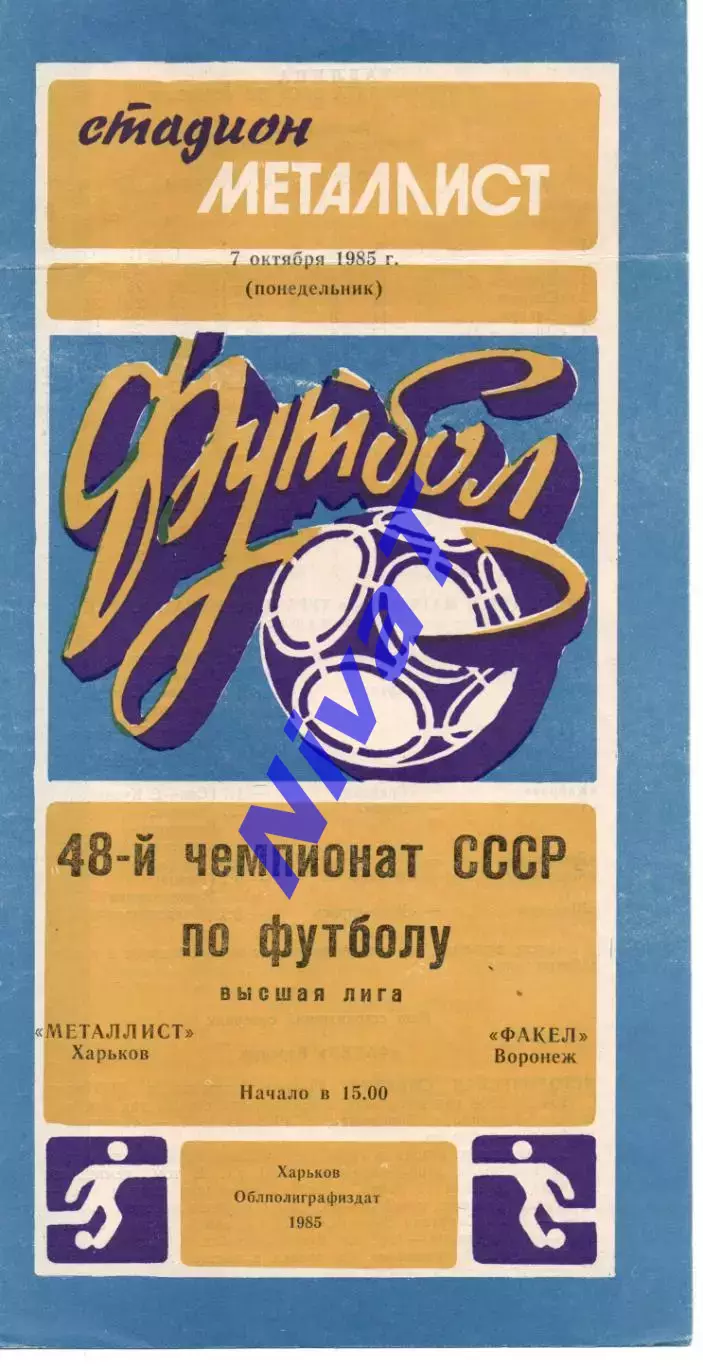 стадион
МЕТАЛЛИСТ
7 октября 1985 г.
(понедельник)
Футбол
Niva7
48-й чемпионат СССР
по футболу
высшая лига
«МЕТАЛЛИСТ»
Харьков
«ФАКЕЛ»
Воронеж
Начало в 15.00
Харьков
Облполиграфиздат
1985